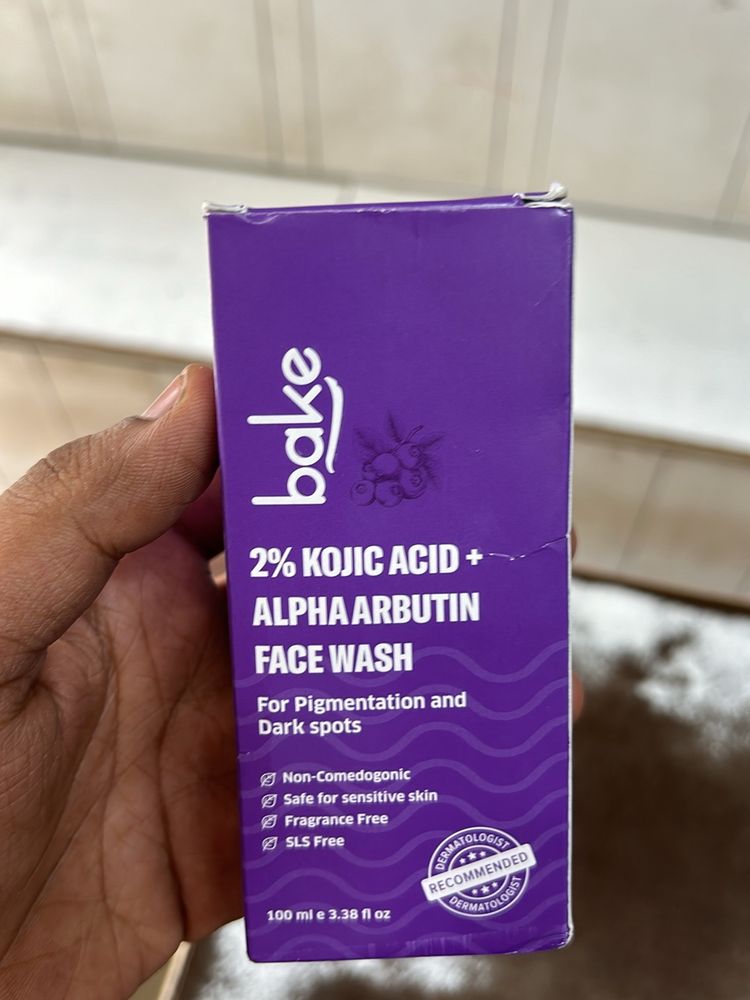 bake
2% KOJIC ACID +
ALPHA ARBUTIN
FACE WASH
For Pigmentation and
Dark spots
Non-Comedogonic
Safe for sensitive skin
Fragrance Free
SLS Free
DERMATOLOGIST
RECOMMENDED
DERMATOLOGIST
100 ml e 3.38 fl oz